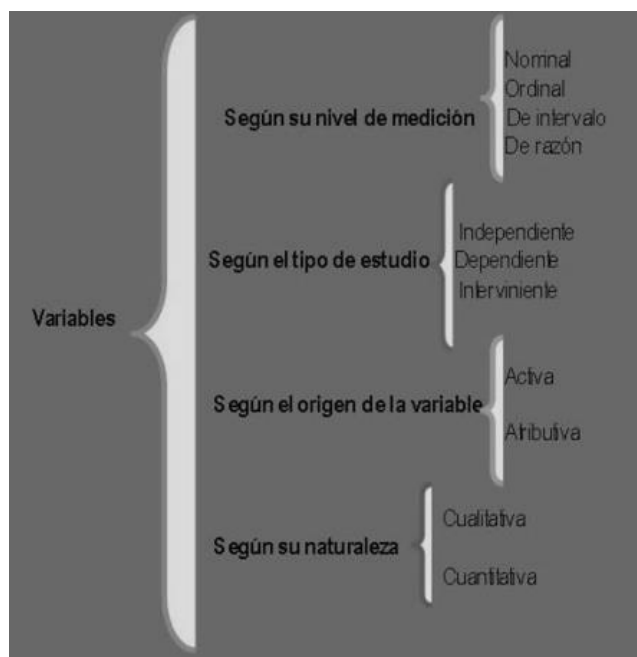 Variables
Según su nivel de medición
Nominal
Ordinal
De intervalo
De razón
Según el tipo de estudio
Independiente
Dependiente
Interviniente
Según el origen de la variable
Activa
Atributiva
Según su naturaleza
Cualitativa
Cuantitativa